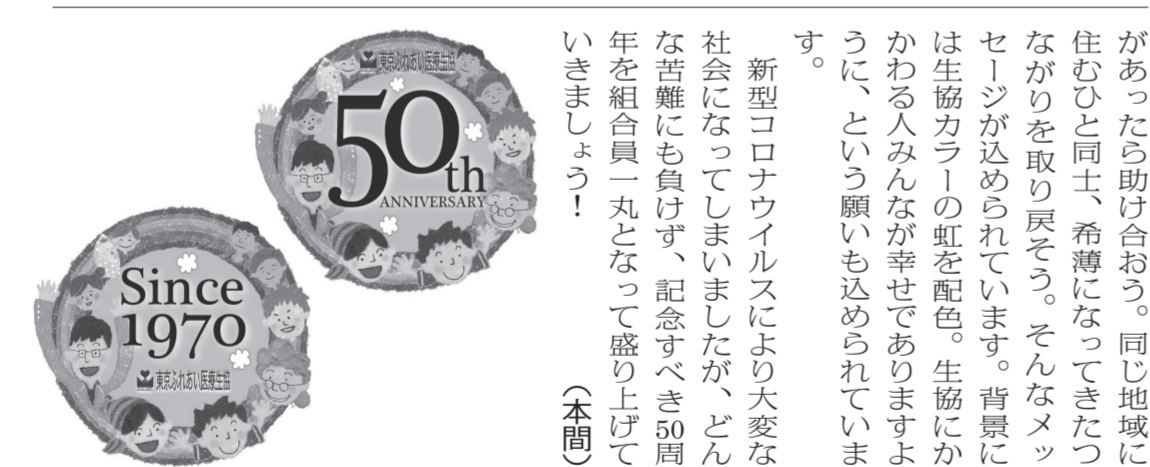 があったら助け合おう。同じ地域に
住むひと同士、希薄になってきたつ
ながりを取り戻そう。そんなメッ
セージが込められています。背景に
は生協カラーの虹を配色。生協にか
かわる人みんなが幸せでありますよ
うに、という願いも込められていま
す。
新型コロナウイルスにより大変な
社会になってしまいましたが、どん
な苦難にも負けず、記念すべき50周
年を組合員一丸となって盛り上げて
いきましょう！
（本間）
東京ふれあい医療生協
50th
ANNIVERSARY
Since
1970
東京ふれあい医療生協